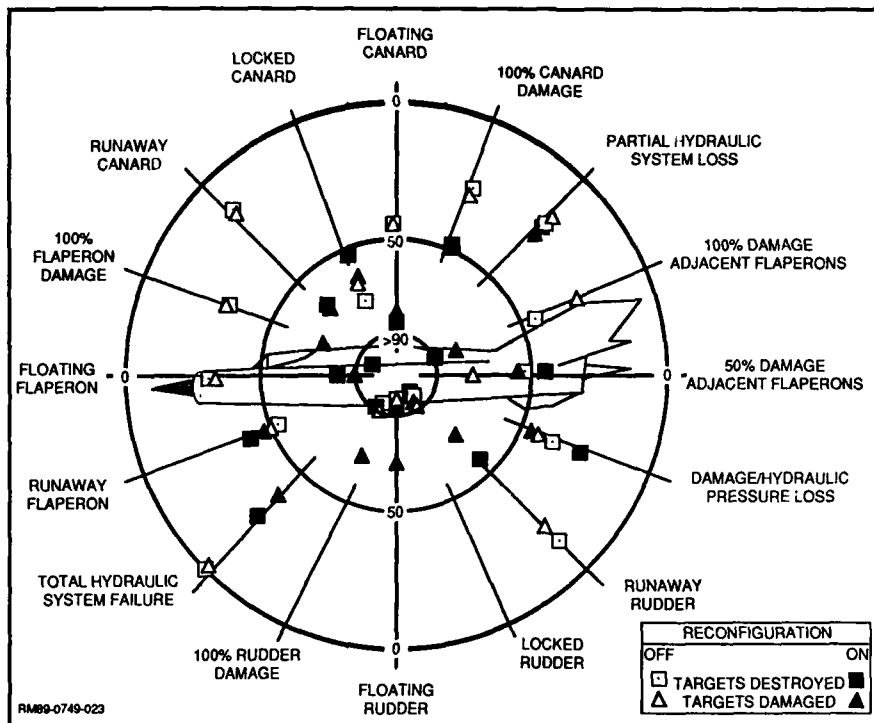 FLOATING
CANARD
LOCKED
CANARD
100% CANARD
DAMAGE
RUNAWAY
CANARD
PARTIAL HYDRAULIC
SYSTEM LOSS
100%
FLAPERON
DAMAGE
100% DAMAGE
ADJACENT FLAPERONS
FLOATING
FLAPERON
50% DAMAGE
ADJACENT FLAPERONS
RUNAWAY
FLAPERON
DAMAGE/HYDRAULIC
PRESSURE LOSS
TOTAL HYDRAULIC
SYSTEM FAILURE
RUNAWAY
RUDDER
100% RUDDER
DAMAGE
LOCKED
RUDDER
FLOATING
RUDDER
0
50
>90
0
0
50
0
RECONFIGURATION
OFF ON
TARGETS DESTROYED
TARGETS DAMAGED
RM89-0749-023